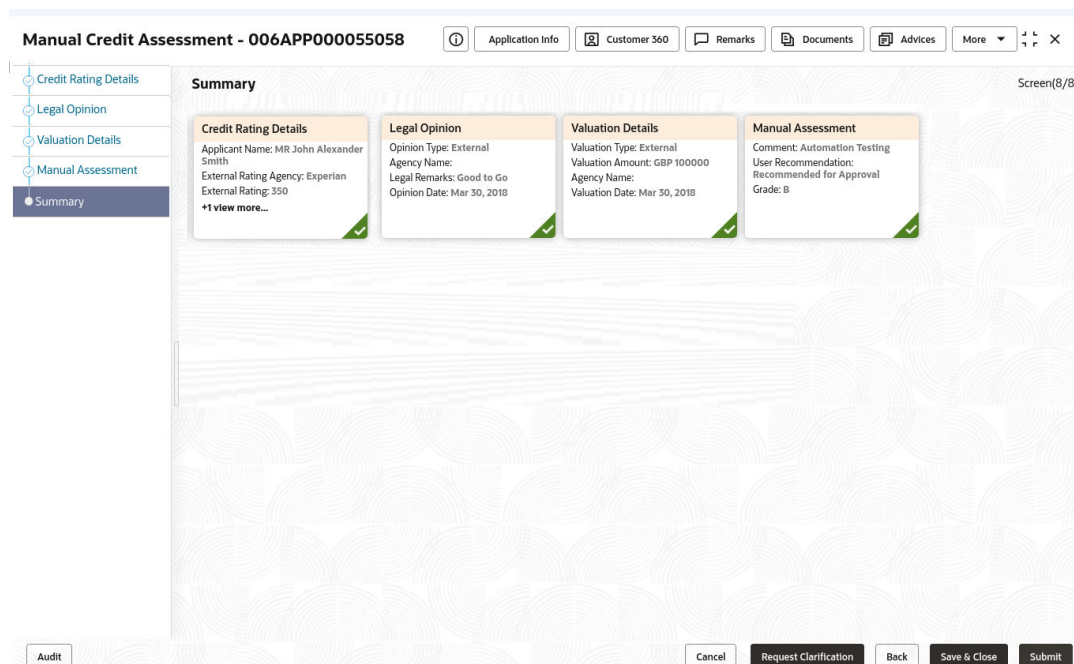 Manual Credit Assessment - 006APP000055058
Application Info
Customer 360
Remarks
Documents
Advices
More
Credit Rating Details
Legal Opinion
Valuation Details
Manual Assessment
Summary
Summary
Screen(8/8
Credit Rating Details
Applicant Name: MR John Alexander
Smith
External Rating Agency: Experian
External Rating: 350
+1 view more...
Legal Opinion
Opinion Type: External
Agency Name:
Legal Remarks: Good to Go
Opinion Date: Mar 30, 2018
Valuation Details
Valuation Type: External
Valuation Amount: GBP 100000
Agency Name:
Valuation Date: Mar 30, 2018
Manual Assessment
Comment: Automation Testing
User Recommendation:
Recommended for Approval
Grade: B
Audit
Cancel
Request Clarification
Back
Save & Close
Submit